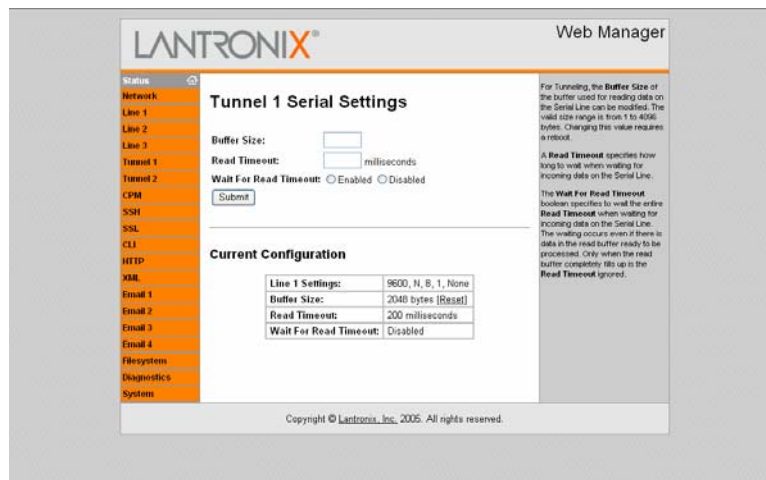 LANTRONIX®
Web Manager
Status
Network
Line 1
Line 2
Line 3
Tunnel 1
Tunnel 2
CPM
SSH
SSL
CLI
HTTP
XML
Email 1
Email 2
Email 3
Email 4
Filesystem
Diagnostics
System
Tunnel 1 Serial Settings
Buffer Size:
Read Timeout: milliseconds
Wait For Read Timeout: Enabled Disabled
Submit
Current Configuration
Line 1 Settings: 9600, N, 8, 1, None
Buffer Size: 2048 bytes [Reset]
Read Timeout: 200 milliseconds
Wait For Read Timeout: Disabled
For Tunneling, the Buffer Size of
the buffer used for reading data on
the Serial Line can be modified. The
valid size range is from 1 to 4096
bytes. Changing this value requires
a reboot.
A Read Timeout specifies how
long to wait when waiting for
incoming data on the Serial Line.
The Wait For Read Timeout
boolean specifies to wait the entire
Read Timeout when waiting for
incoming data on the Serial Line.
The waiting occurs even if there is
data in the read buffer ready to be
processed. Only when the read
buffer completely fills up is the
Read Timeout ignored.
Copyright © Lantronix, Inc. 2005. All rights reserved.